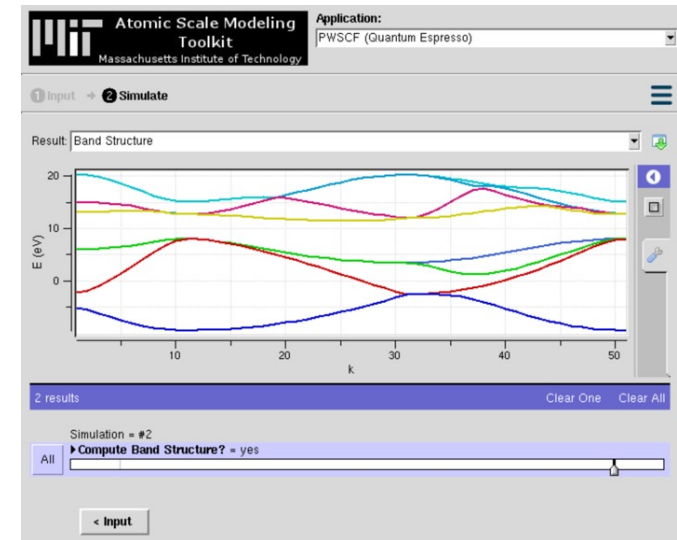 MIT
Atomic Scale Modeling
Toolkit
Massachusetts Institute of Technology
Application:
PWSCF (Quantum Espresso)
1 Input → 2 Simulate
Result: Band Structure
20
10
0
E (eV)
10 20 30 40 50
k
2 results Clear One Clear All
Simulation = #2
All
Compute Band Structure? = yes
< Input